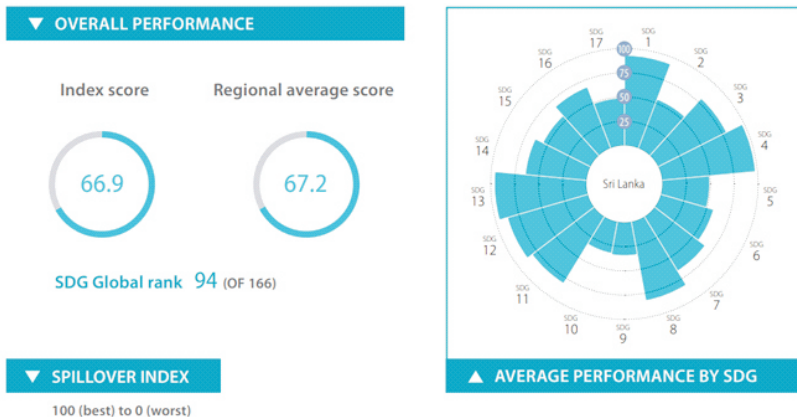 ▼ OVERALL PERFORMANCE
Index score
Regional average score
66.9
67.2
SDG Global rank 94 (OF 166)
▼ SPILLOVER INDEX
100 (best) to 0 (worst)
100
75
50
25
Sri Lanka
SDG
1
SDG
2
SDG
3
SDG
4
SDG
5
SDG
6
SDG
7
SDG
8
SDG
9
SDG
10
SDG
11
SDG
12
SDG
13
SDG
14
SDG
15
SDG
16
SDG
17
▲ AVERAGE PERFORMANCE BY SDG